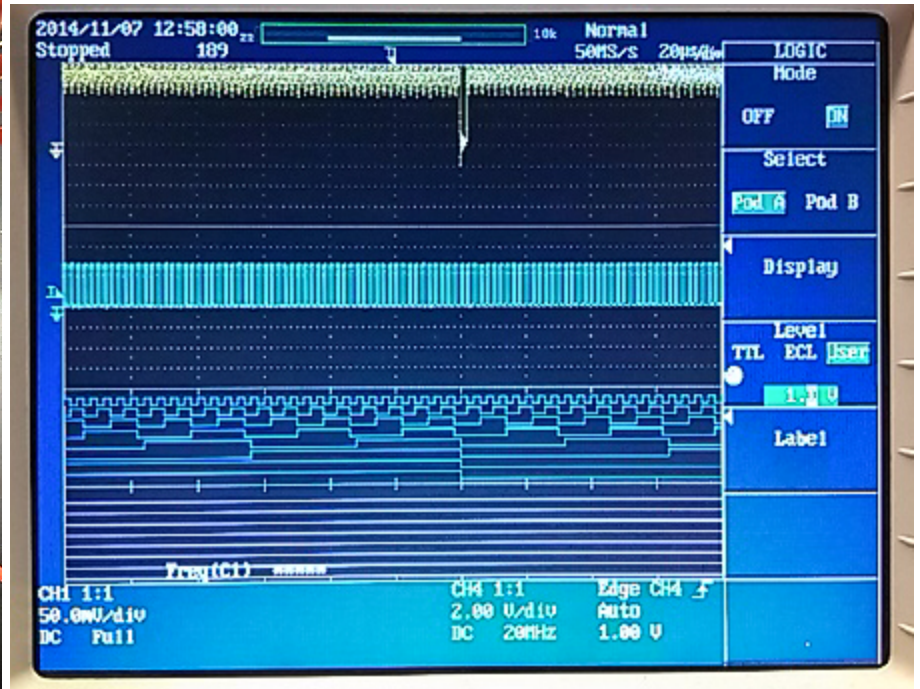 2014/11/07 12:58:00
10k
Normal
Stopped
189
50MS/s 20µs/div
LOGIC
Mode
OFF ON
Select
Pod A Pod B
Display
Level
TTL ECL User
Label
Freq(C1) *****
CH1 1:1
50.0mV/div
DC Full
CH4 1:1
2.00 V/div
DC 20MHz
Edge CH4
Auto
1.00 V